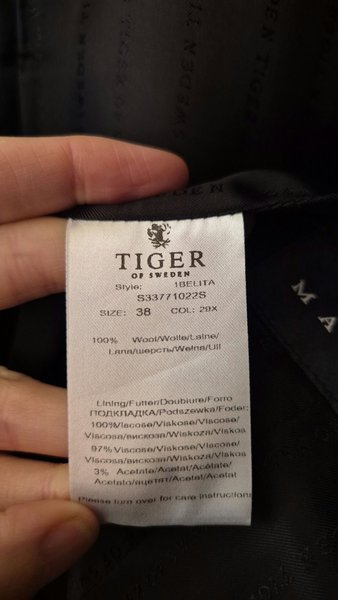 TIGER
OF SWEDEN
Style: 1BELITA
S33771022S
SIZE: 38 COL: 29X
100% Wool/Wolle/Laine/
Lana/шерсть/Wełna/Ull
Lining/Futter/Doublure/Forro
ПОДКЛАДКА/Podszewka/Foder:
100%Viscose/Viskose/Viscose/
Viscosa/вискоза/Wiskoza/Viskos
97% Viscose/Viskose/Viscose/
Viscosa/вискоза/Wiskoza/Viskos
3% Acetate/Acetat/Acétate/
Acetato/ацетат/Acetat/Acetat
Please turn over for care instructions
MA